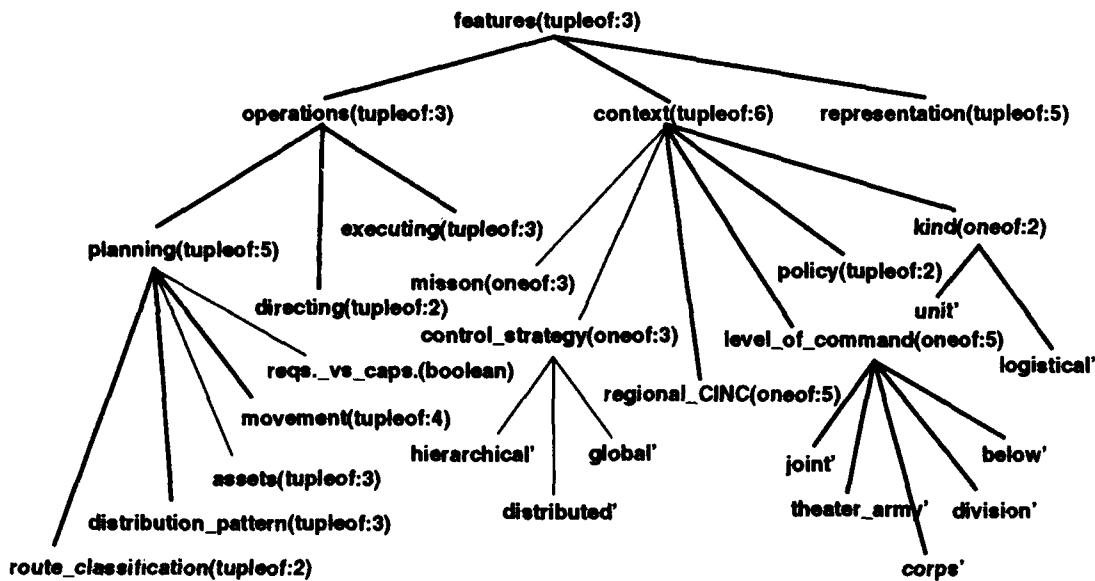 features(tupleof:3)
operations(tupleof:3)
context(tupleof:6)
representation(tupleof:5)
planning(tupleof:5)
executing(tupleof:3)
directing(tupleof:2)
misson(oneof:3)
policy(tupleof:2)
kind(oneof:2)
unit'
logistical'
control_strategy(oneof:3)
level_of_command(oneof:5)
regional_CINC(oneof:5)
reqs._vs_caps.(boolean)
movement(tupleof:4)
assets(tupleof:3)
distribution_pattern(tupleof:3)
route_classification(tupleof:2)
hierarchical'
global'
distributed'
joint'
below'
theater_army'
division'
corps'